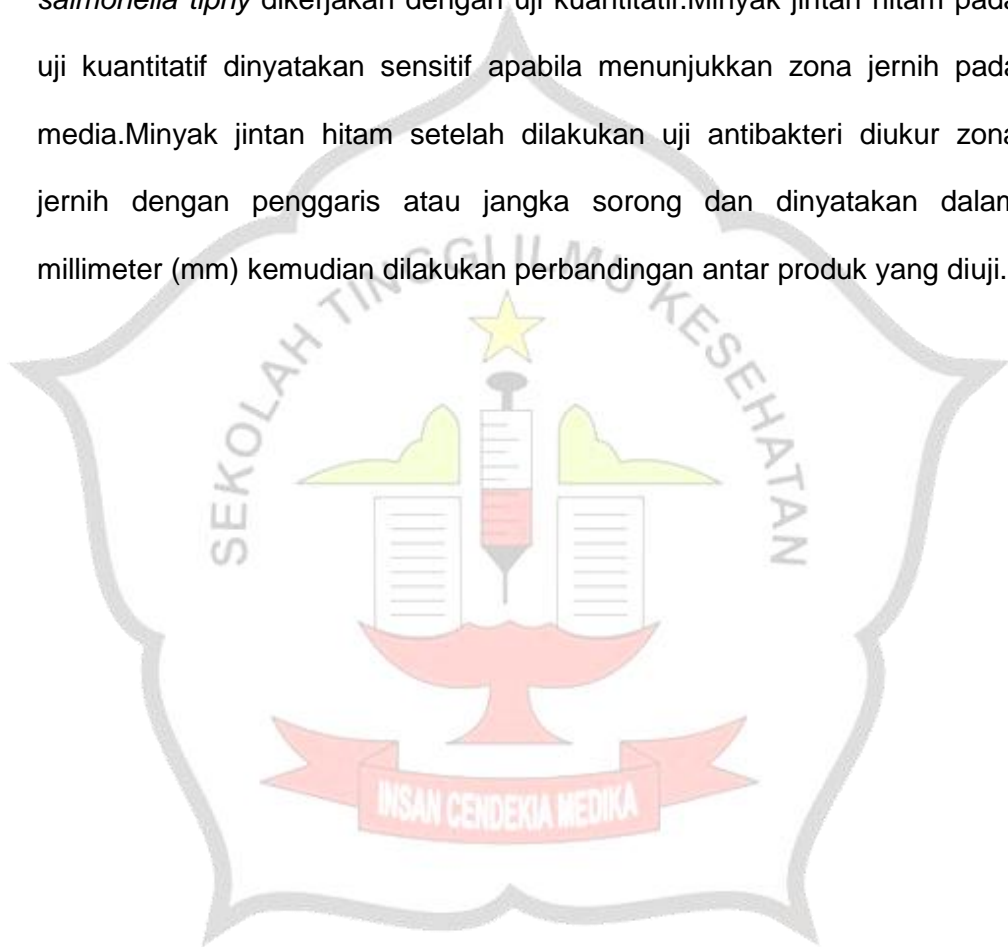 salmonella tiphy dikerjakan dengan uji kuantitatif.Minyak jintan hitam pada
uji kuantitatif dinyatakan sensitif apabila menunjukkan zona jernih pada
media.Minyak jintan hitam setelah dilakukan uji antibakteri diukur zona
jernih dengan penggaris atau jangka sorong dan dinyatakan dalam
millimeter (mm) kemudian dilakukan perbandingan antar produk yang diuji.
SEKOLAH TINGGI ILMU KESEHATAN
INSAN CENDEKIA MEDIKA